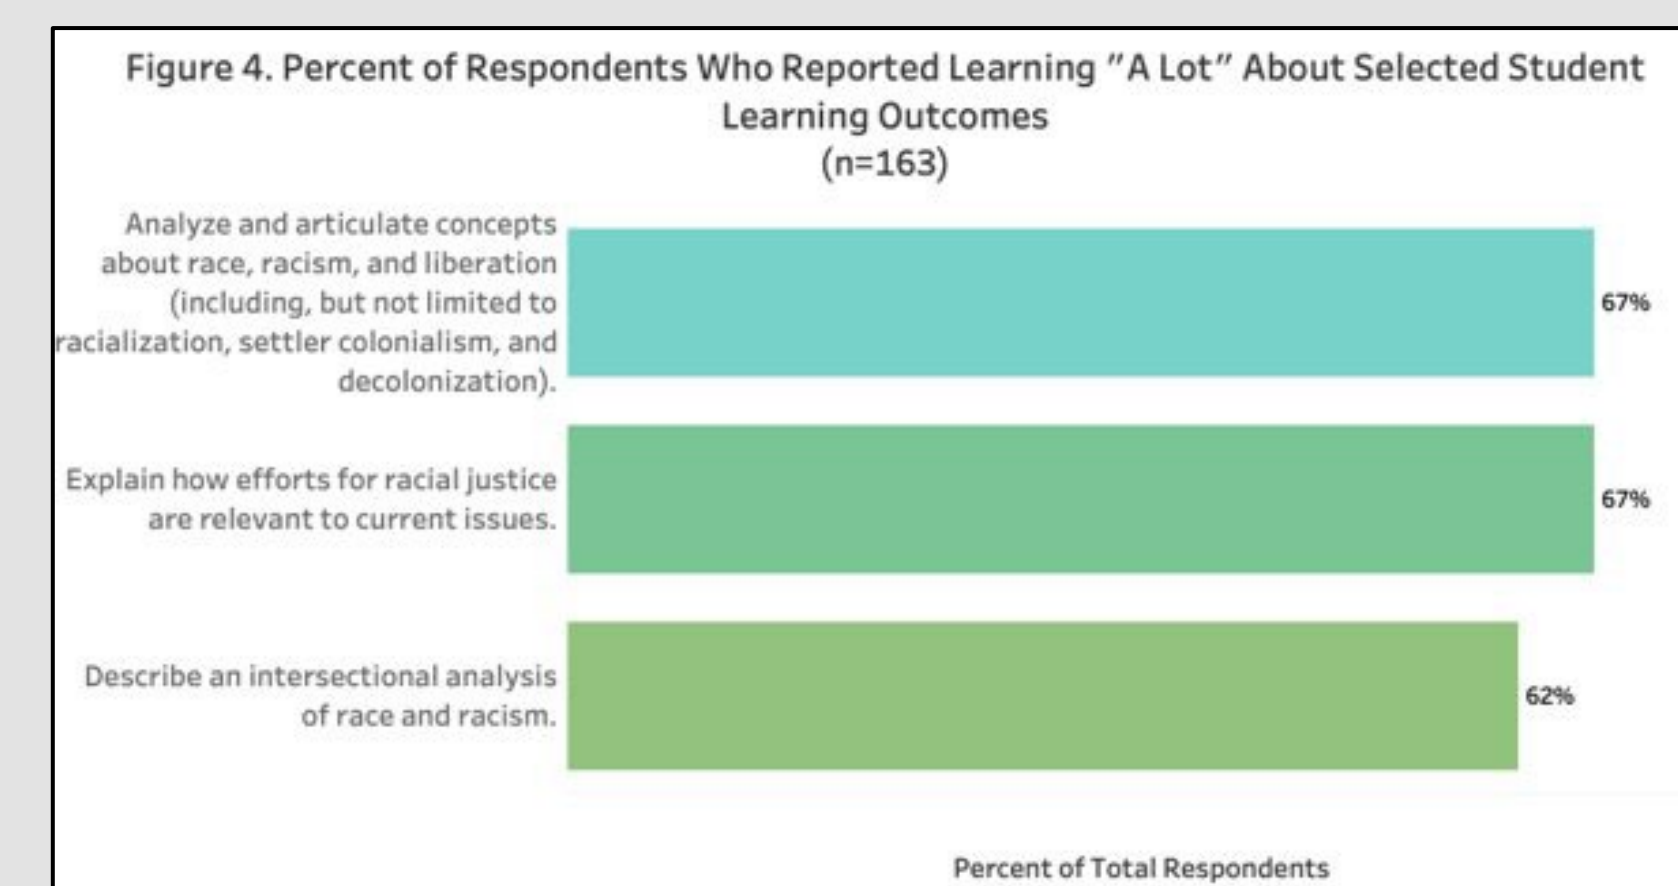 Figure 4. Percent of Respondents Who Reported Learning "A Lot" About Selected Student
Learning Outcomes
(n=163)
Analyze and articulate concepts
about race, racism, and liberation
(including, but not limited to
racialization, settler colonialism, and
decolonization).
67%
Explain how efforts for racial justice
are relevant to current issues.
67%
Describe an intersectional analysis
of race and racism.
62%
Percent of Total Respondents